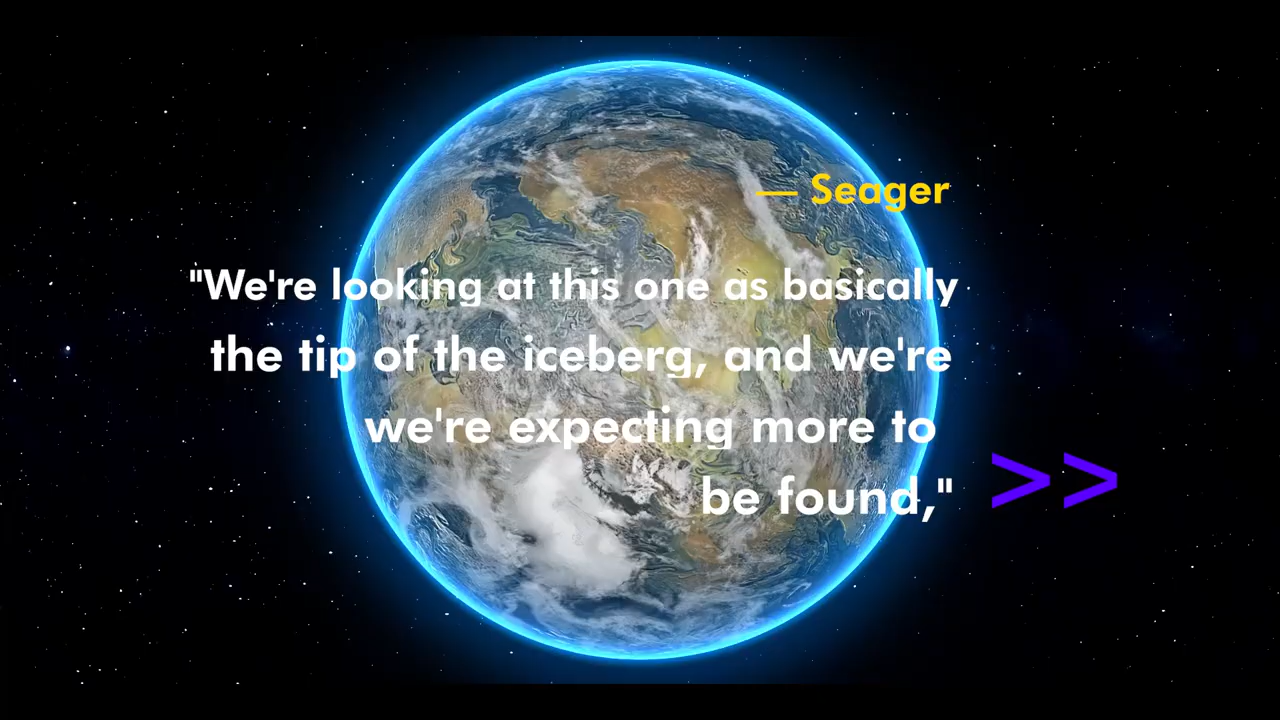 — Seager
"We're looking at this one as basically
the tip of the iceberg, and we're
we're expecting more to
be found,"
>>